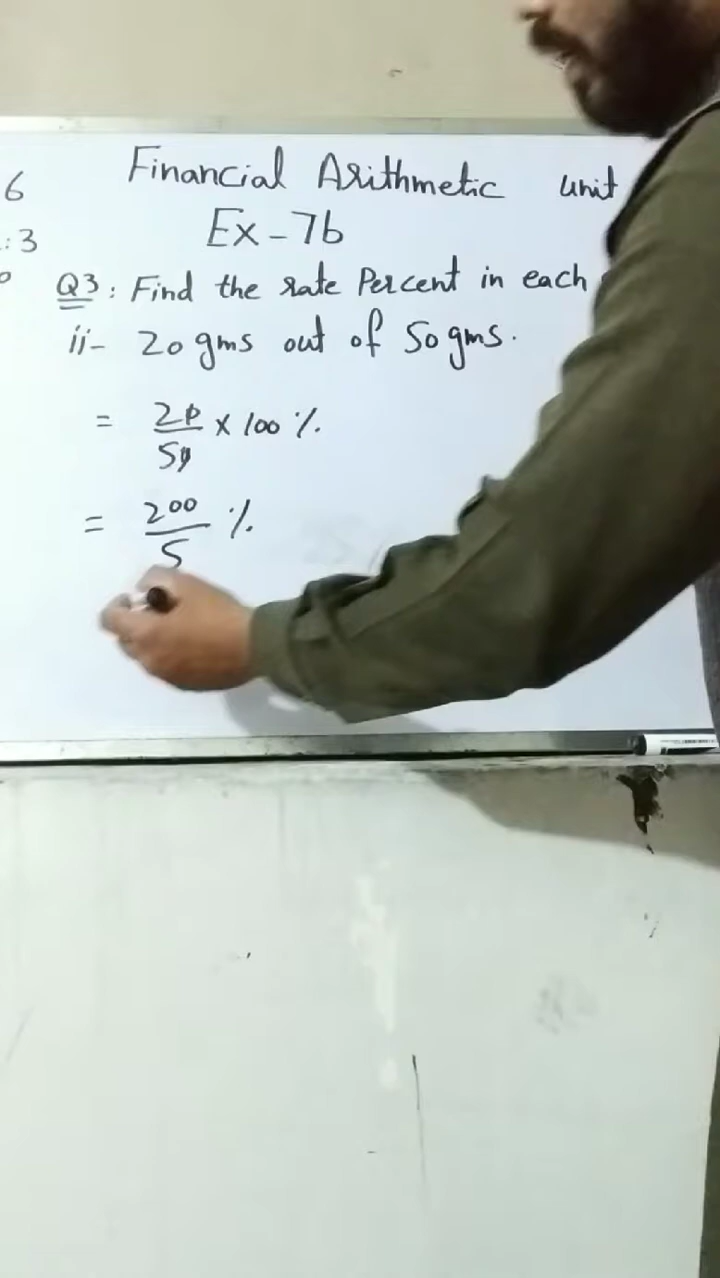 6
Financial Arithmetic unit
: 3
Ex - 7b
Q3 : Find the rate Percent in each
ii- 20 gms out of 50 gms.
= 20/50 x 100 %
= 200/5 %